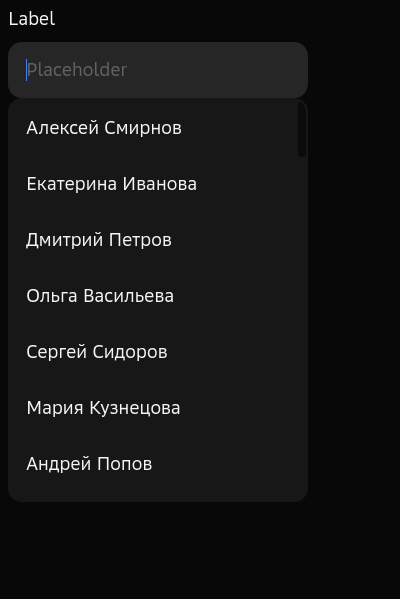 Label
Placeholder
Алексей Смирнов
Екатерина Иванова
Дмитрий Петров
Ольга Васильева
Сергей Сидоров
Мария Кузнецова
Андрей Попов